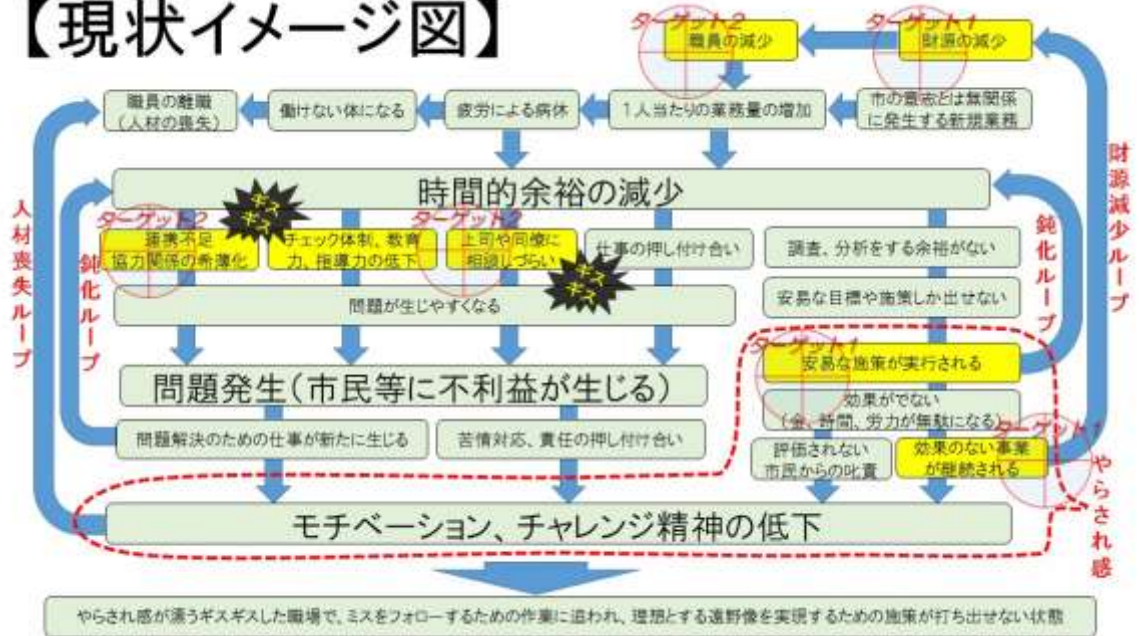 【現状イメージ図】
ターゲット2
職員の減少
ターゲット1
財源の減少
職員の離職
(人材の喪失)
働けない体になる
疲労による病休
1人当たりの業務量の増加
市の意志とは無関係
に発生する新規業務
時間的余裕の減少
ギスギス
ターゲット2
連携不足
協力関係の希薄化
チェック体制、教育
力、指導力の低下
ターゲット2
上司や同僚に
相談しづらい
仕事の押し付け合い
ギスギス
調査、分析をする余裕がない
問題が生じやすくなる
安易な目標や施策しか出せない
ターゲット1
安易な施策が実行される
問題発生(市民等に不利益が生じる)
効果がでない
(金、時間、労力が無駄になる)
問題解決のための仕事が新たに生じる
苦情対応、責任の押し付け合い
評価されない
市民からの叱責
ターゲット1
効果のない事業
が継続される
モチベーション、チャレンジ精神の低下
人材喪失ループ
鈍化ループ
鈍化ループ
財源減少ループ
やらされ感
やらされ感が漂うギスギスした職場で、ミスをフォローするための作業に追われ、理想とする遠野像を実現するための施策が打ち出せない状態